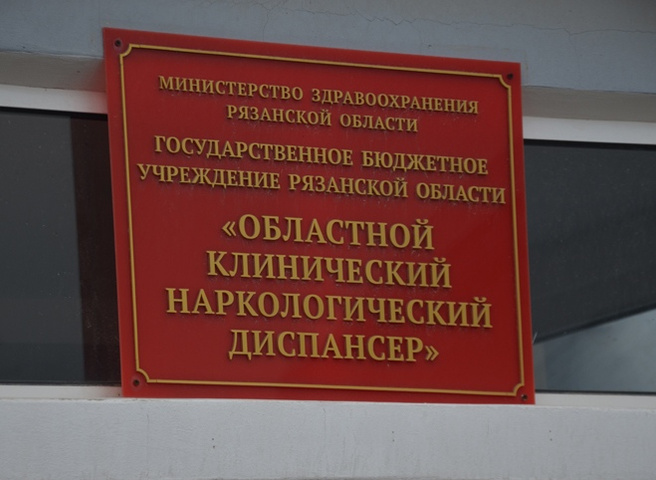 МИНИСТЕРСТВО ЗДРАВООХРАНЕНИЯ
РЯЗАНСКОЙ ОБЛАСТИ
ГОСУДАРСТВЕННОЕ БЮДЖЕТНОЕ
УЧРЕЖДЕНИЕ РЯЗАНСКОЙ ОБЛАСТИ
«ОБЛАСТНОЙ
КЛИНИЧЕСКИЙ
НАРКОЛОГИЧЕСКИЙ
ДИСПАНСЕР»